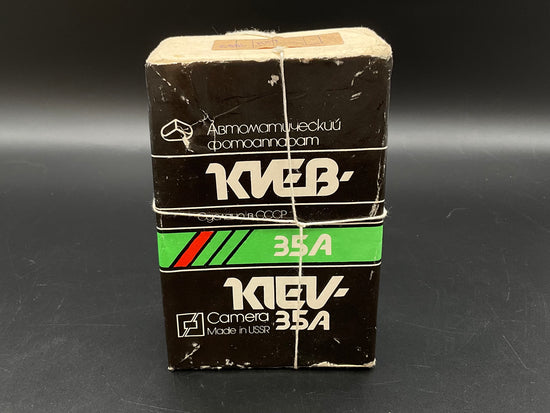 Автоматический
фотоаппарат
КИЕВ-
Сделано в СССР
35А
KIEV-
Camera 35A
Made in USSR